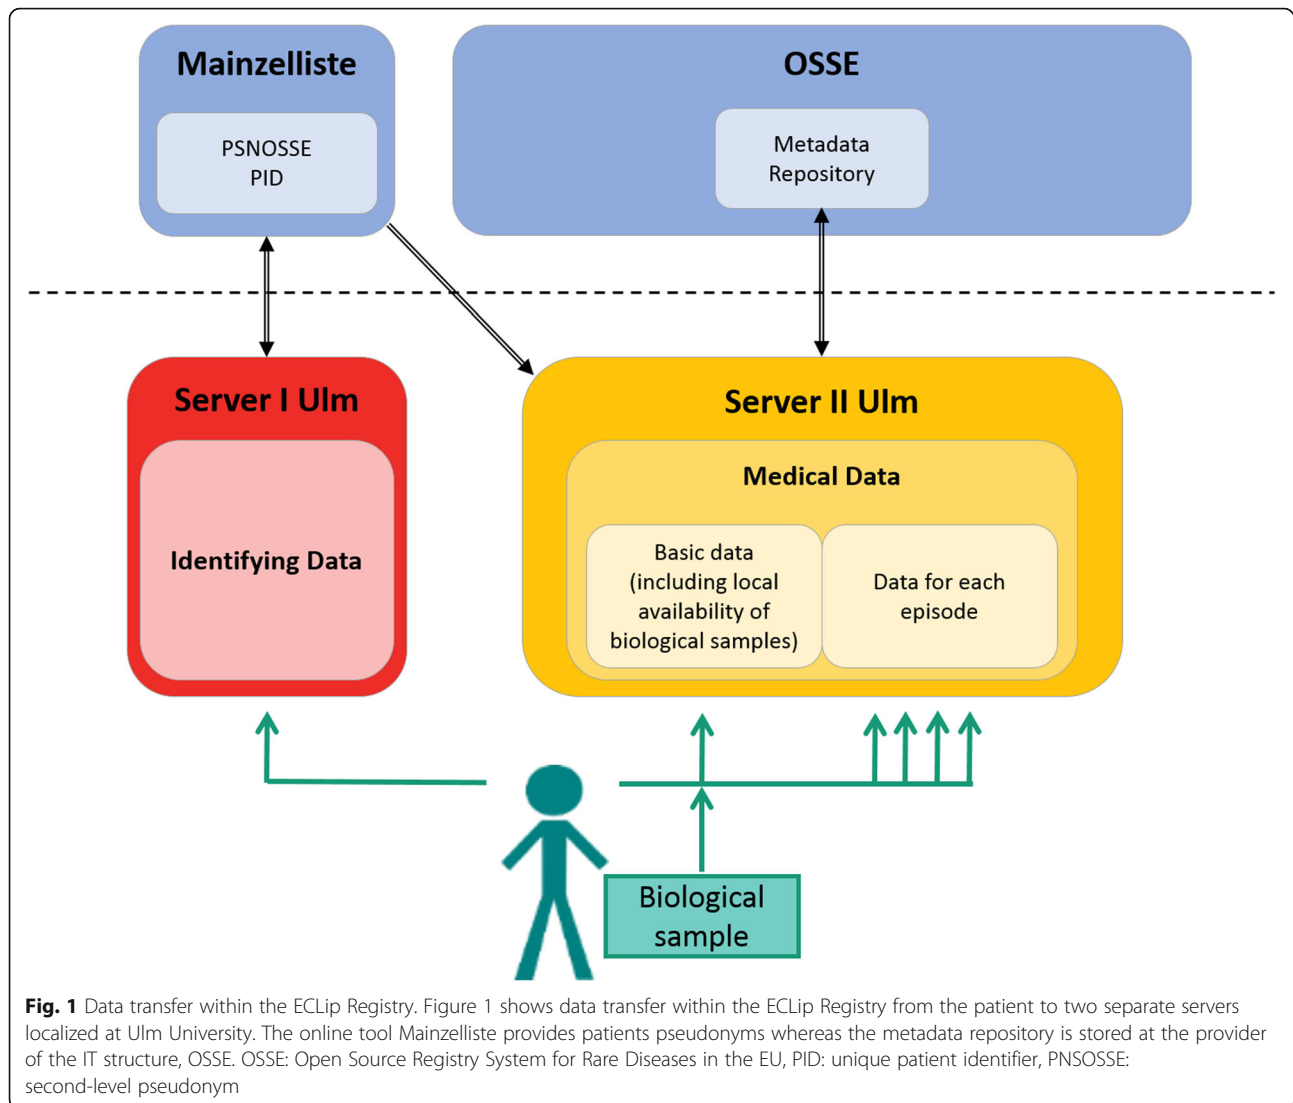 Mainzelliste
PSNOSSE
PID
OSSE
Metadata
Repository
Server I Ulm
Identifying Data
Server II Ulm
Medical Data
Basic data
(including local
availability of
biological samples)
Data for each
episode
Biological
sample
Fig. 1 Data transfer within the ECLip Registry. Figure 1 shows data transfer within the ECLip Registry from the patient to two separate servers
localized at Ulm University. The online tool Mainzelliste provides patients pseudonyms whereas the metadata repository is stored at the provider
of the IT structure, OSSE. OSSE: Open Source Registry System for Rare Diseases in the EU, PID: unique patient identifier, PNSOSSE:
second-level pseudonym